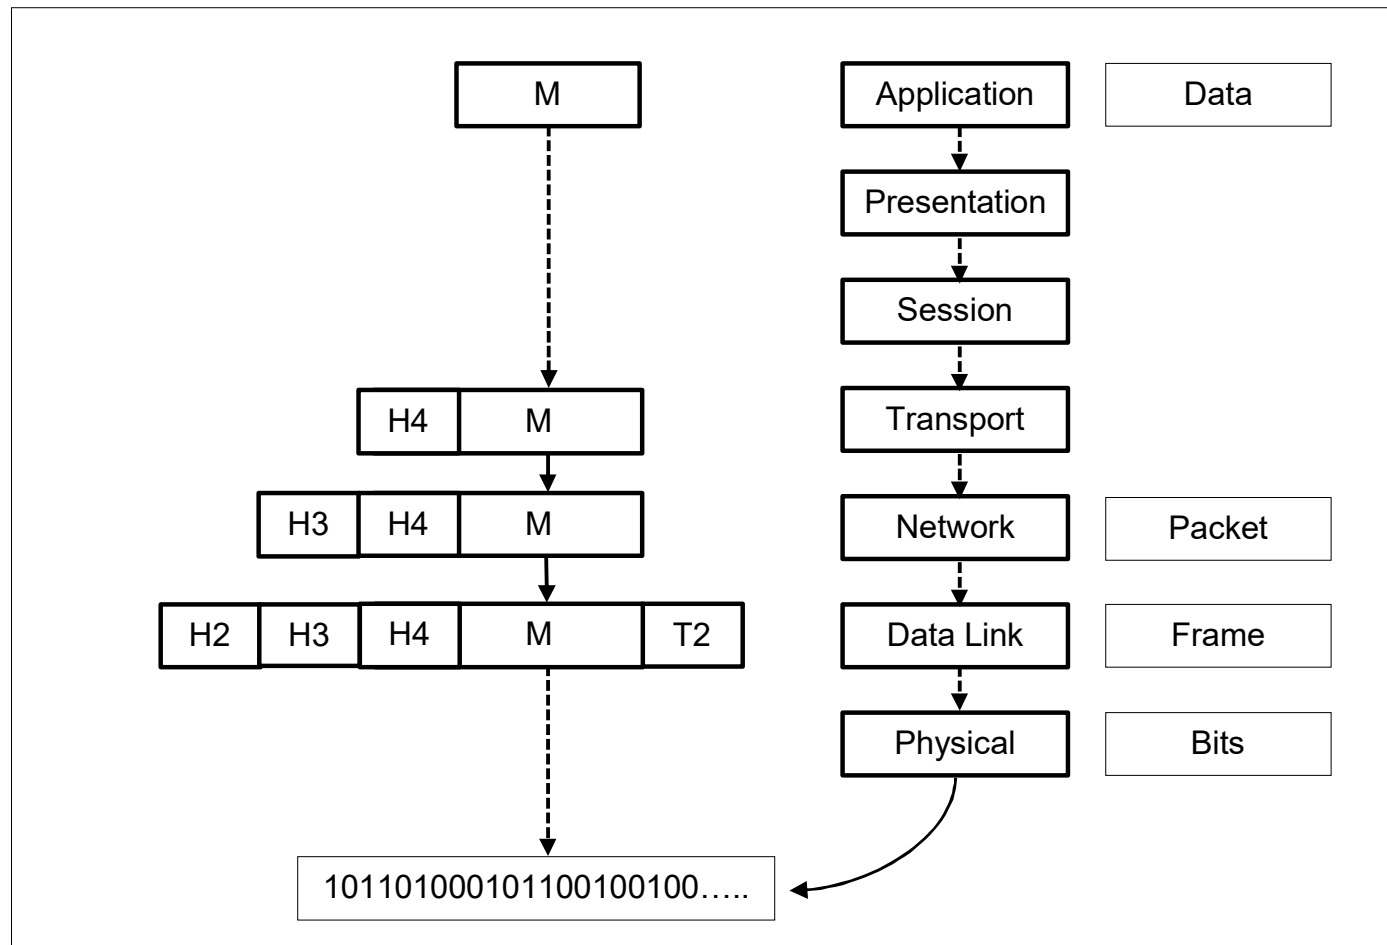 M Application Data
Presentation
Session
H4 M Transport
H3 H4 M Network Packet
H2 H3 H4 M T2 Data Link Frame
Physical Bits
101101000101100100100…..